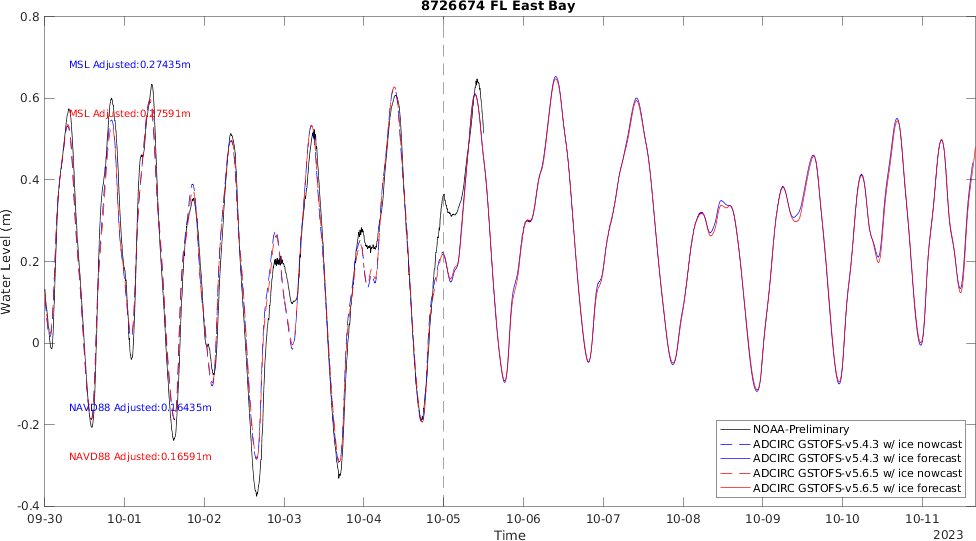 8726674 FL East Bay
0.8
MSL Adjusted:0.27435m
0.6
MSL Adjusted:0.27591m
0.4
Water Level (m)
0.2
0
NAVD88 Adjusted:0.16435m
-0.2
NAVD88 Adjusted:0.16591m
-0.4
NOAA-Preliminary
ADCIRC GSTOFS-v5.4.3 w/ ice nowcast
ADCIRC GSTOFS-v5.4.3 w/ ice forecast
ADCIRC GSTOFS-v5.6.5 w/ ice nowcast
ADCIRC GSTOFS-v5.6.5 w/ ice forecast
09-30 10-01 10-02 10-03 10-04 10-05 10-06 10-07 10-08 10-09 10-10 10-11
Time
2023